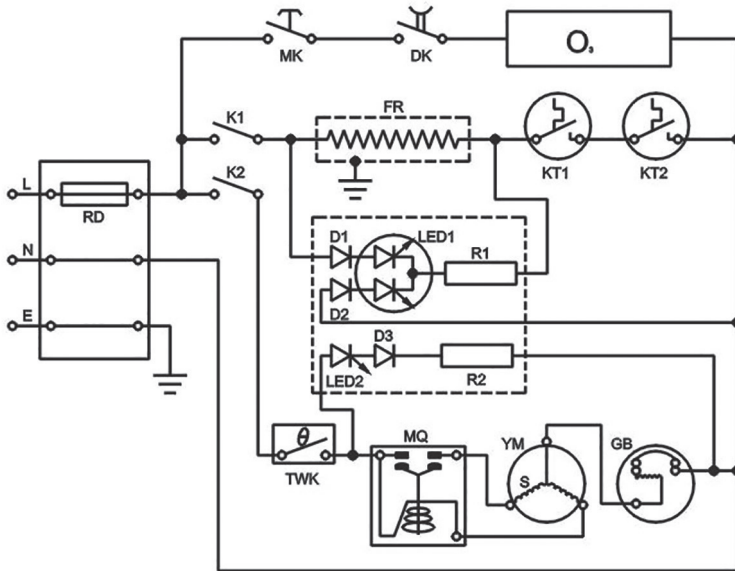 MK
DK
O₃
K1
FR
KT1
KT2
K2
L
RD
D1
LED1
R1
N
D2
E
D3
LED2
R2
θ
TWK
MQ
YM
S
GB